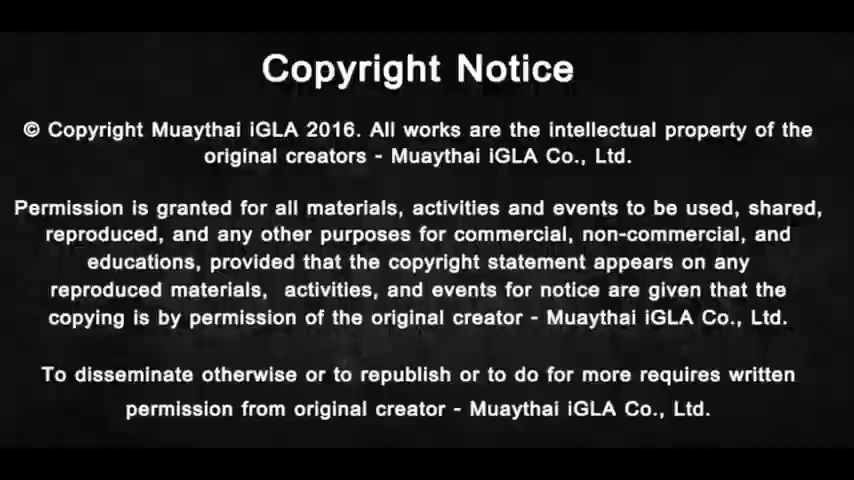 Copyright Notice
© Copyright Muaythai iGLA 2016. All works are the intellectual property of the
original creators - Muaythai iGLA Co., Ltd.
Permission is granted for all materials, activities and events to be used, shared,
reproduced, and any other purposes for commercial, non-commercial, and
educations, provided that the copyright statement appears on any
reproduced materials,  activities, and events for notice are given that the
copying is by permission of the original creator - Muaythai iGLA Co., Ltd.
To disseminate otherwise or to republish or to do for more requires written
permission from original creator - Muaythai iGLA Co., Ltd.